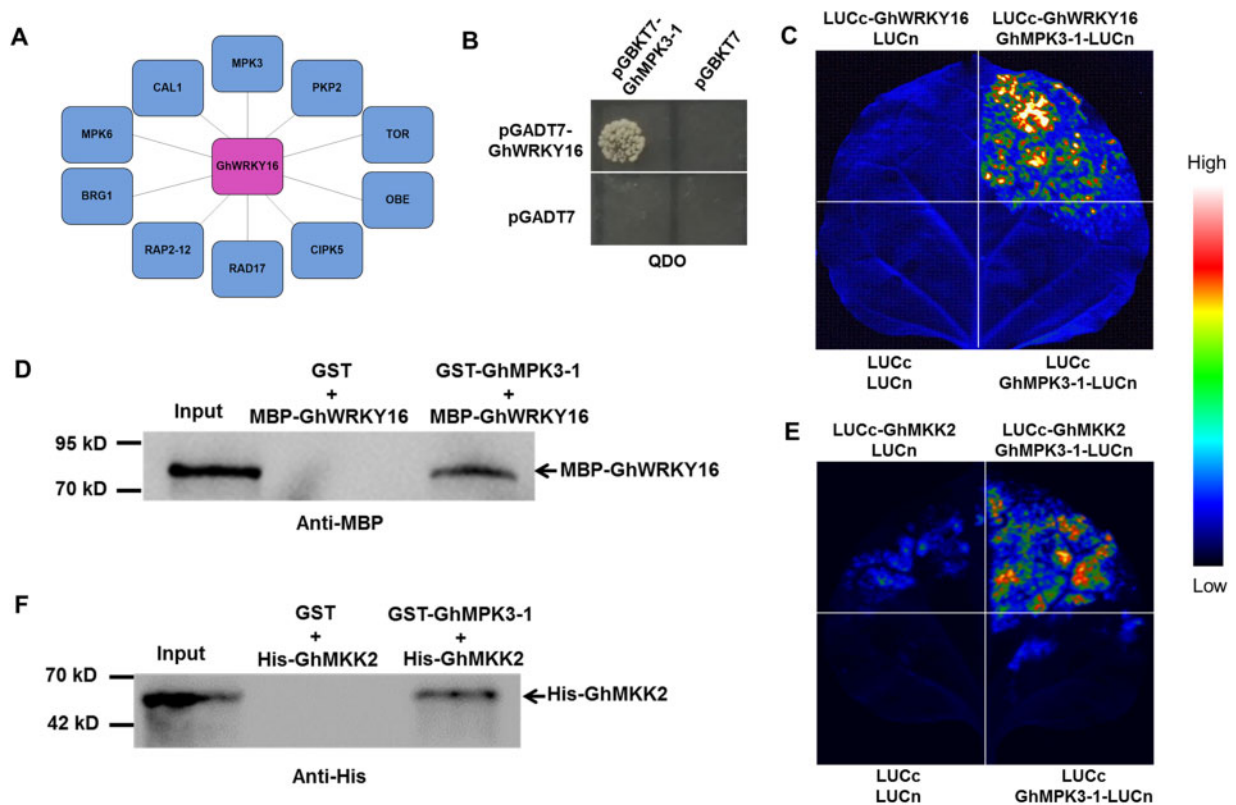 A
MPK3
CAL1
PKP2
MPK6
TOR
GhWRKY16
BRG1
OBE
RAP2-12
CIPK5
RAD17
B
pGBKT7-
GhMPK3-1
pGBKT7
pGADT7-
GhWRKY16
pGADT7
QDO
C
LUCc-GhWRKY16
LUCn
LUCc-GhWRKY16
GhMPK3-1-LUCn
LUCc
LUCn
LUCc
GhMPK3-1-LUCn
High
Low
D
Input
GST
+
MBP-GhWRKY16
GST-GhMPK3-1
+
MBP-GhWRKY16
95 kD
70 kD
MBP-GhWRKY16
Anti-MBP
E
LUCc-GhMKK2
LUCn
LUCc-GhMKK2
GhMPK3-1-LUCn
LUCc
LUCn
LUCc
GhMPK3-1-LUCn
F
Input
GST
+
His-GhMKK2
GST-GhMPK3-1
+
His-GhMKK2
70 kD
42 kD
His-GhMKK2
Anti-His